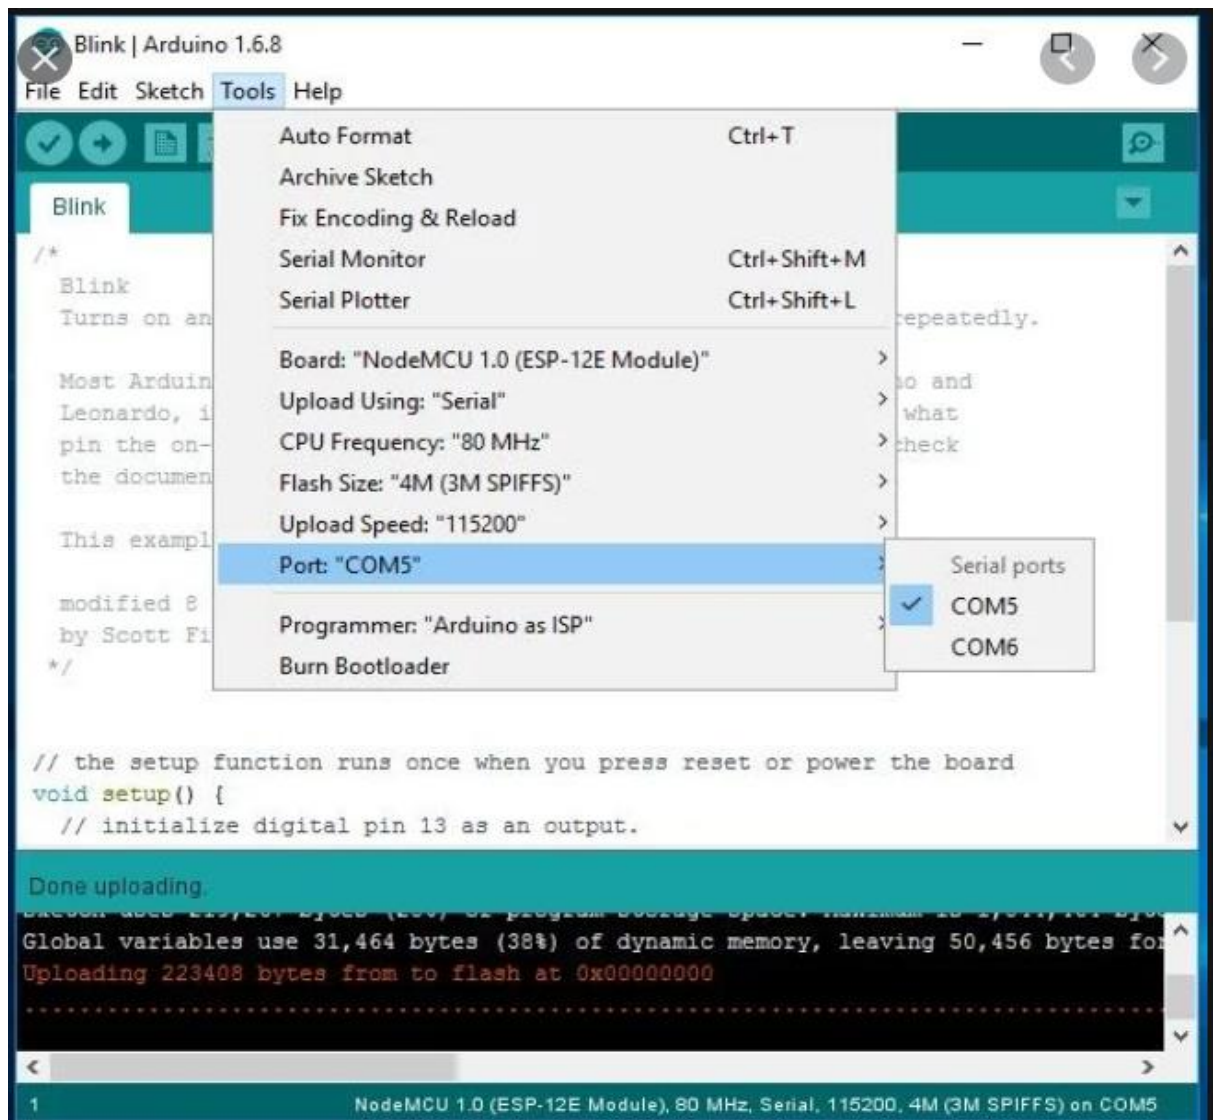 Blink | Arduino 1.6.8
File Edit Sketch Tools Help
Auto Format Ctrl+T
Archive Sketch
Fix Encoding & Reload
Serial Monitor Ctrl+Shift+M
Serial Plotter Ctrl+Shift+L
Board: "NodeMCU 1.0 (ESP-12E Module)"
Upload Using: "Serial"
CPU Frequency: "80 MHz"
Flash Size: "4M (3M SPIFFS)"
Upload Speed: "115200"
Port: "COM5"
Serial ports
COM5
COM6
Programmer: "Arduino as ISP"
Burn Bootloader
Blink
/*
Blink
Turns on an repeatedly.
Most Arduin no and
Leonardo, i what
pin the on- check
the documen
This exampl
modified 8
by Scott Fi
*/
// the setup function runs once when you press reset or power the board
void setup() {
// initialize digital pin 13 as an output.
Done uploading.
Global variables use 31,464 bytes (38%) of dynamic memory, leaving 50,456 bytes for
Uploading 223408 bytes from to flash at 0x00000000
................................................................................
1 NodeMCU 1.0 (ESP-12E Module), 80 MHz, Serial, 115200, 4M (3M SPIFFS) on COM5